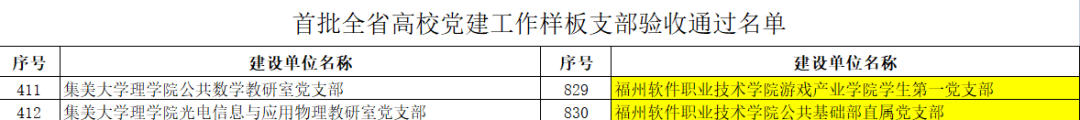 首批全省高校党建工作样板支部验收通过名单
序号 建设单位名称 序号 建设单位名称
411 集美大学理学院公共数学教研室党支部 829 福州软件职业技术学院游戏产业学院学生第一党支部
412 集美大学理学院光电信息与应用物理教研室党支部 830 福州软件职业技术学院公共基础部直属党支部